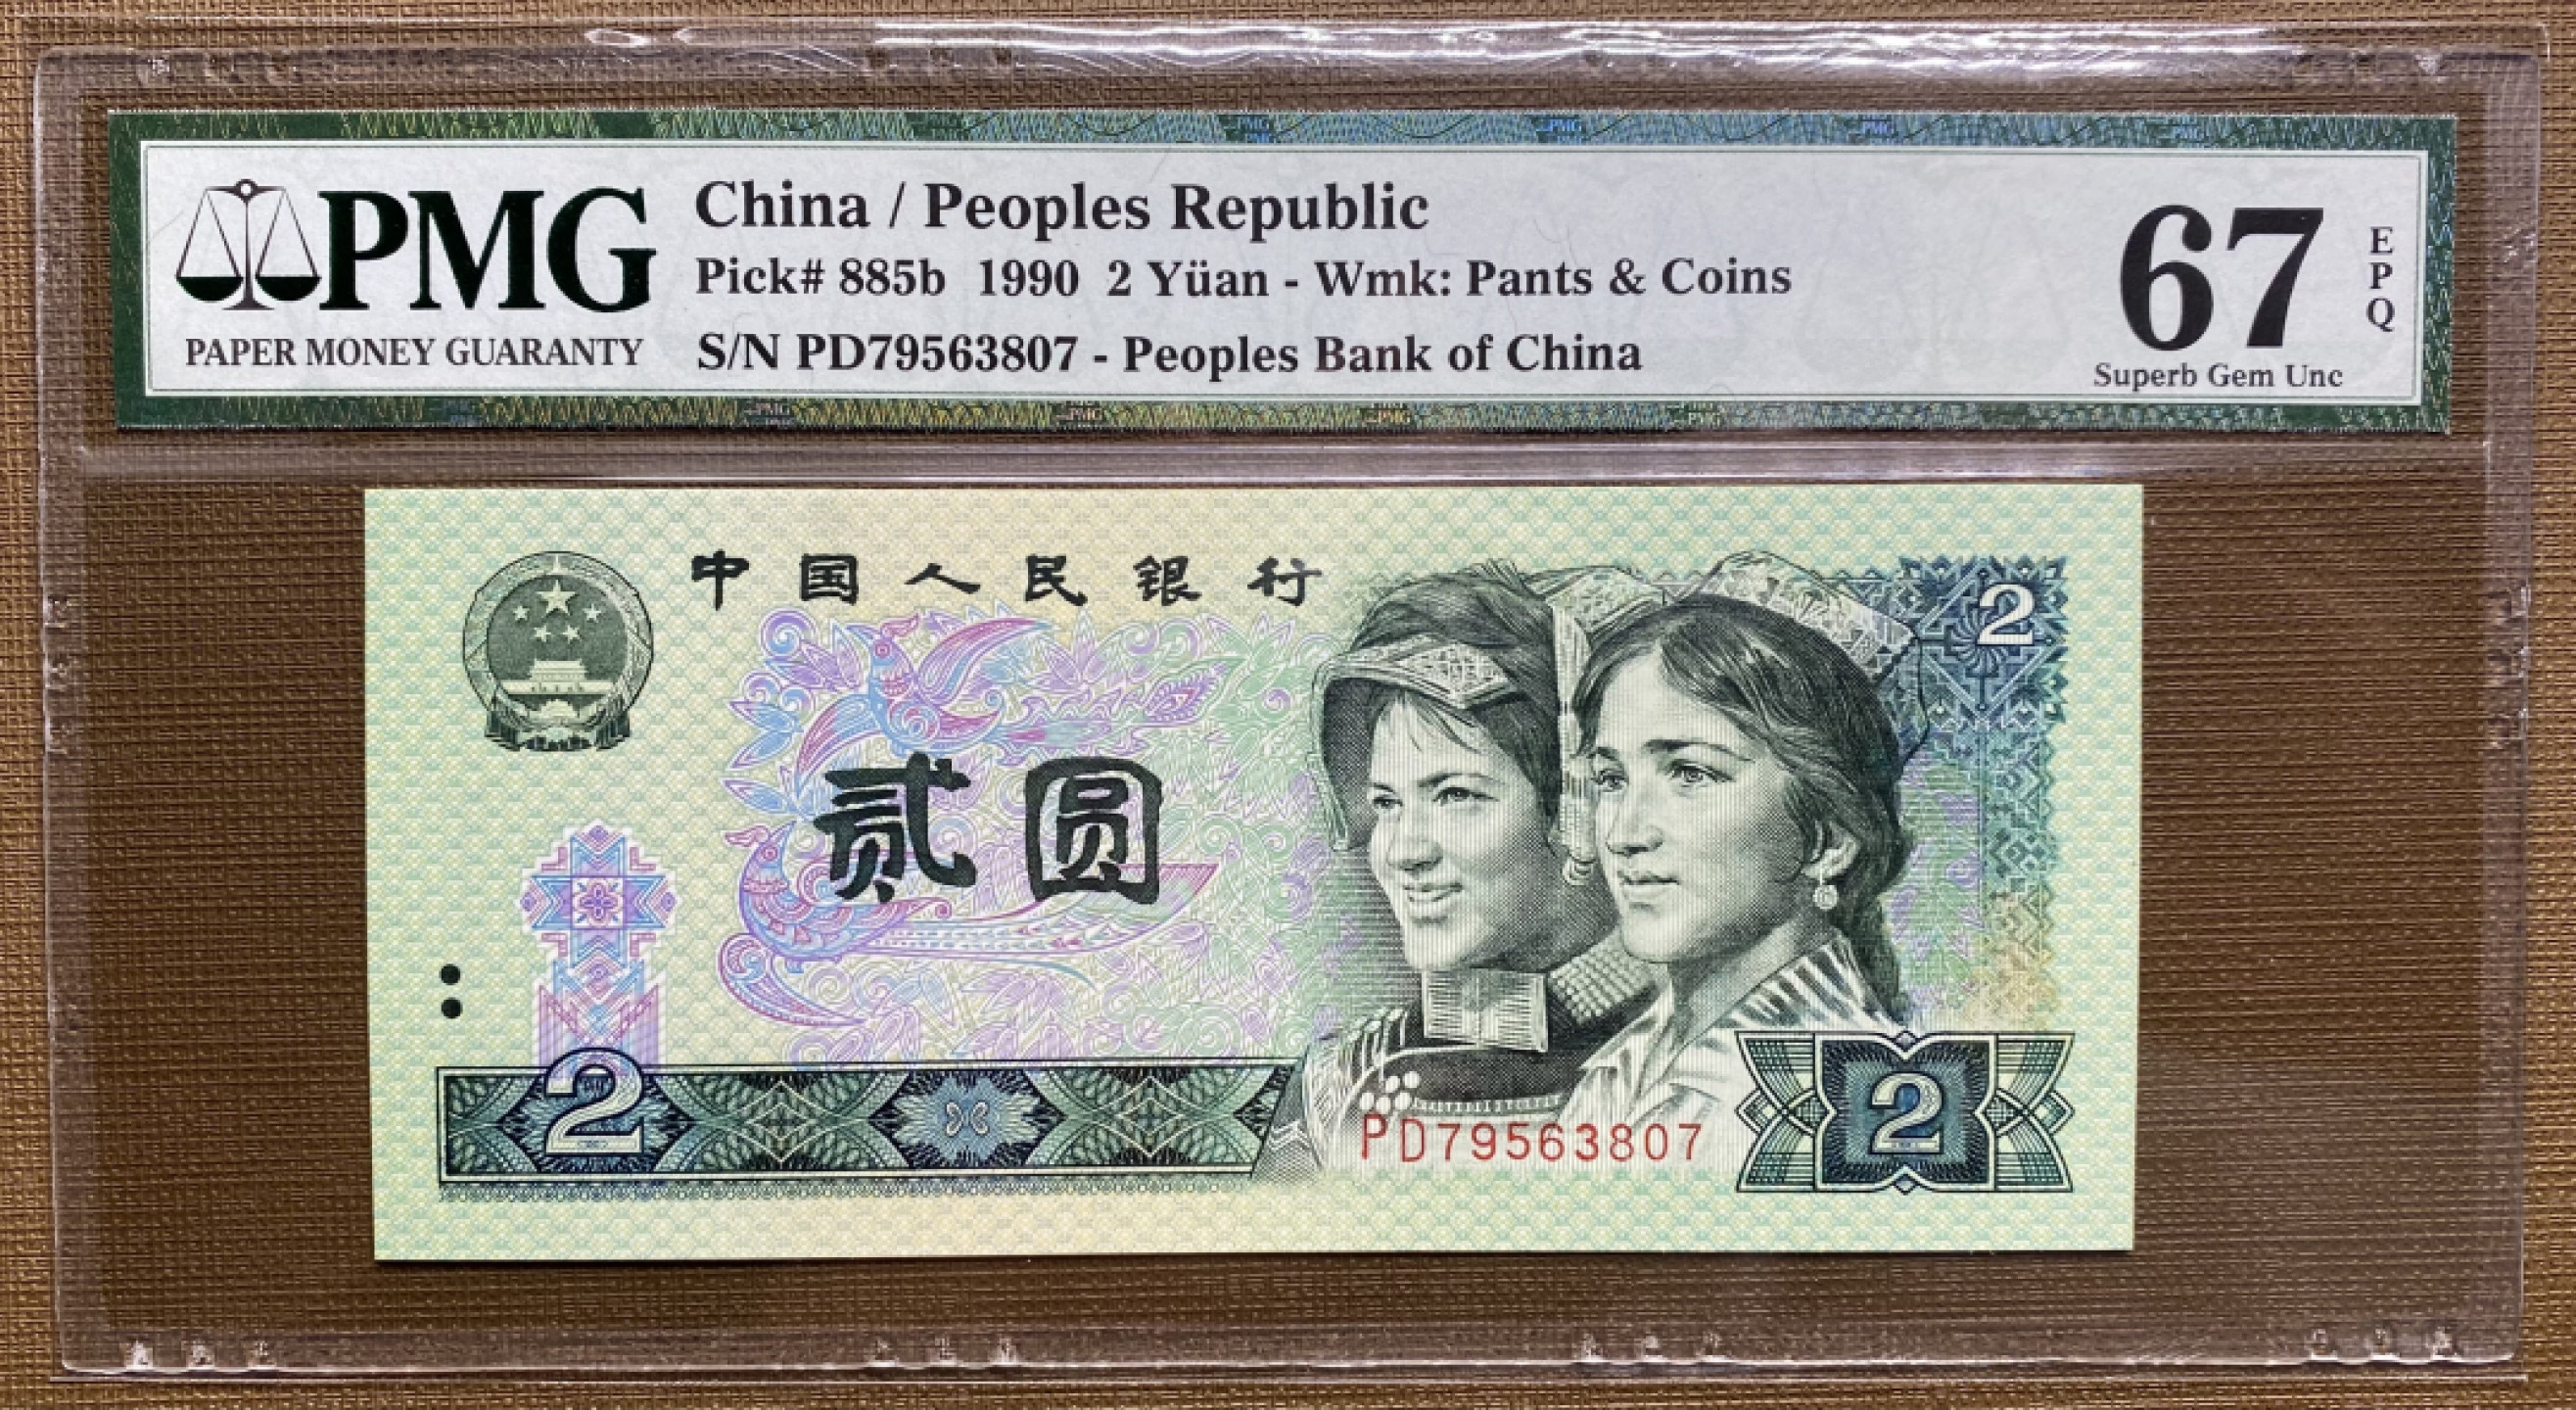 PMG
PAPER MONEY GUARANTY
China / Peoples Republic
Pick# 885b 1990 2 Yüan - Wmk: Pants & Coins
S/N PD79563807 - Peoples Bank of China
67
EPQ
Superb Gem Unc
中国人民银行
2
贰圆
2
PD79563807
2